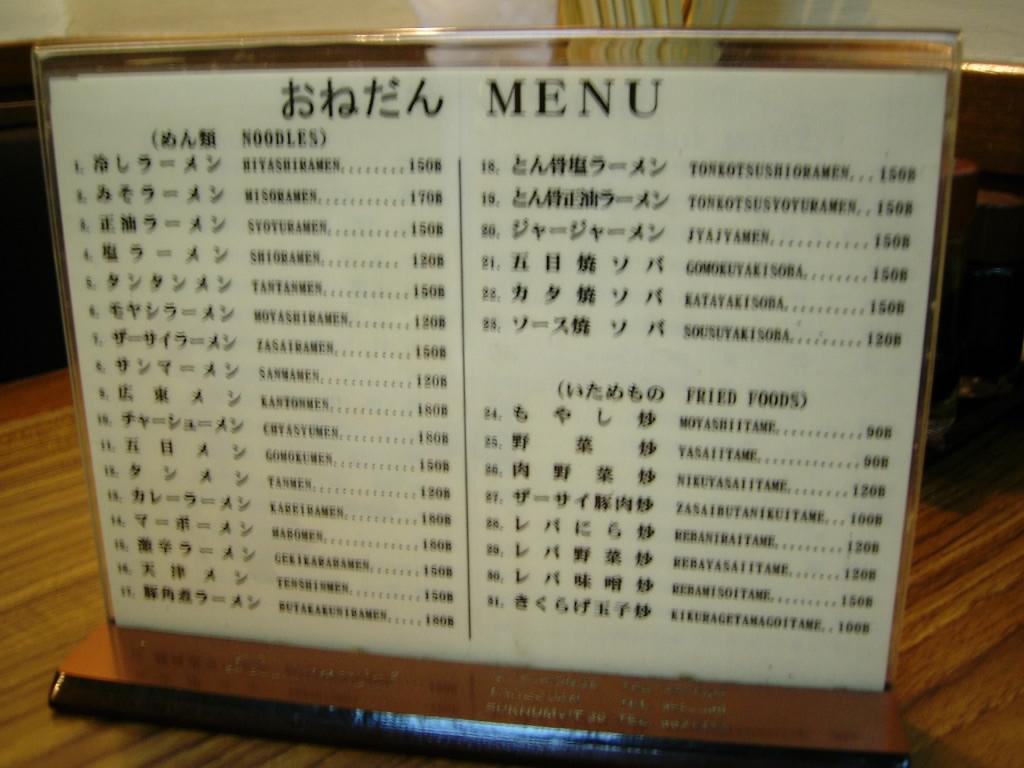 おねだん MENU
(めん類 NOODLES)
1. 冷しラーメン HIYASHIRAMEN..........150B
2. みそラーメン MISORAMEN.............170B
3. 正油ラーメン SYOYURAMEN............150B
4. 塩ラーメン SHIORAMEN.............120B
5. タンタンメン TANTANMEN.............150B
6. モヤシラーメン MOYASHIRAMEN..........120B
7. ザーサイラーメン ZASAIRAMEN............150B
8. サンマーメン SANMAMEN..............120B
9. 広東メン KANTONMEN.............180B
10. チャーシューメン CHYASYUMEN............180B
11. 五目メン GOMOKUMEN.............150B
12. タンメン TANMEN................120B
13. カレーラーメン KAREIRAMEN............180B
14. マーボーメン MABOMEN...............180B
15.激辛ラーメン GEKIKARARAMEN.........150B
16. 天津メン TENSHINMEN............150B
17. 豚角煮ラーメン BUTAKAKUNIRAMEN.....180B
18. とん骨塩ラーメン TONKOTSUSHIORAMEN...150B
19. とん骨正油ラーメン TONKOTSUSYOYURAMEN..150B
20. ジャージャーメン JYAJYAMEN...........150B
21. 五目焼ソバ GOMOKUYAKISOBA........150B
22. カタ焼ソバ KATAYAKISOBA..........150B
23. ソース焼ソバ SOUSUYAKISOBA.........120B
(いためもの FRIED FOODS)
24. もやし炒 MOYASHIITAME...........90B
25. 野菜炒 YASAIITAME.............90B
26. 肉野菜炒 NIKUYASAIITAME........120B
27. ザーサイ豚肉炒 ZASAIBUTANIKUITAME...100B
28. レバにら炒 REBANIRAITAME.........120B
29. レバ野菜炒 REBAYASAIITAME........120B
30. レバ味噌炒 REBAMISOITAME.........150B
31. きくらげ玉子炒 KIKURAGETAMAGOITAME..100B